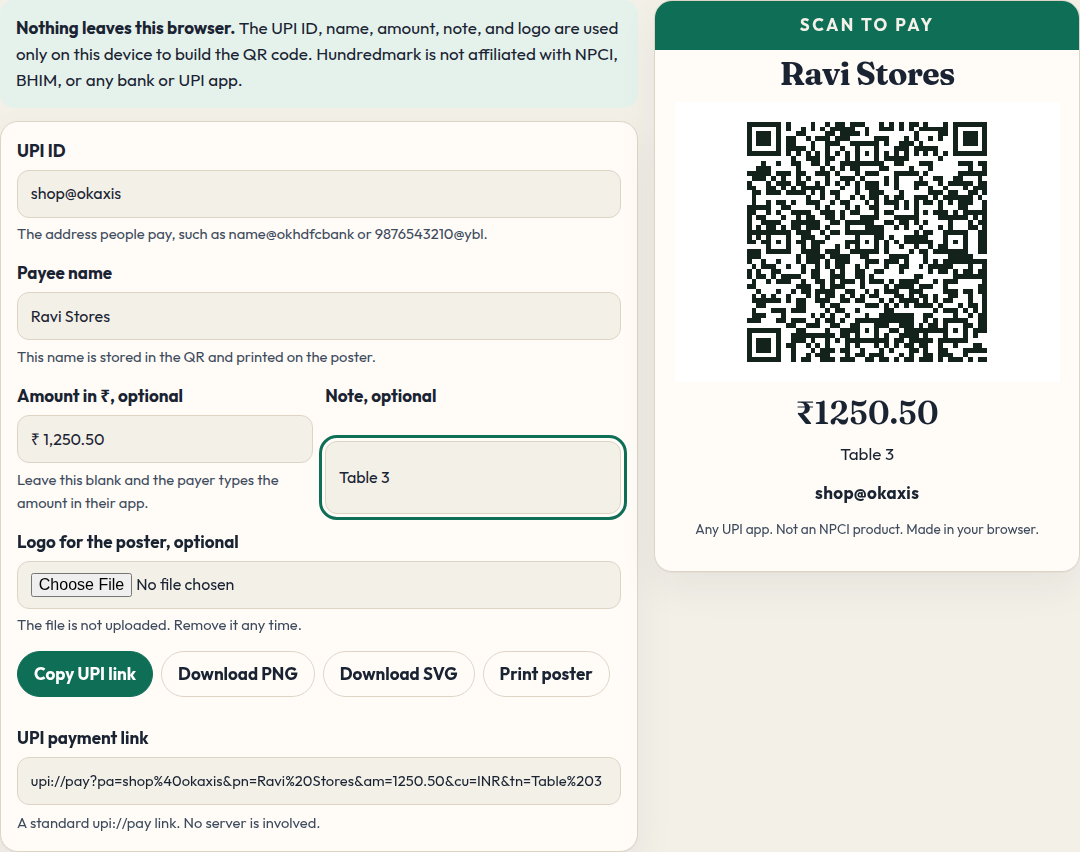 Nothing leaves this browser. The UPI ID, name, amount, note, and logo are used
only on this device to build the QR code. Hundredmark is not affiliated with NPCI,
BHIM, or any bank or UPI app.
UPI ID
shop@okaxis
The address people pay, such as name@okhdfcbank or 9876543210@ybl.
Payee name
Ravi Stores
This name is stored in the QR and printed on the poster.
Amount in ₹, optional
₹ 1,250.50
Leave this blank and the payer types the
amount in their app.
Note, optional
Table 3
Logo for the poster, optional
Choose File No file chosen
The file is not uploaded. Remove it any time.
Copy UPI link
Download PNG
Download SVG
Print poster
UPI payment link
upi://pay?pa=shop%40okaxis&pn=Ravi%20Stores&am=1250.50&cu=INR&tn=Table%203
A standard upi://pay link. No server is involved.
SCAN TO PAY
Ravi Stores
₹1250.50
Table 3
shop@okaxis
Any UPI app. Not an NPCI product. Made in your browser.